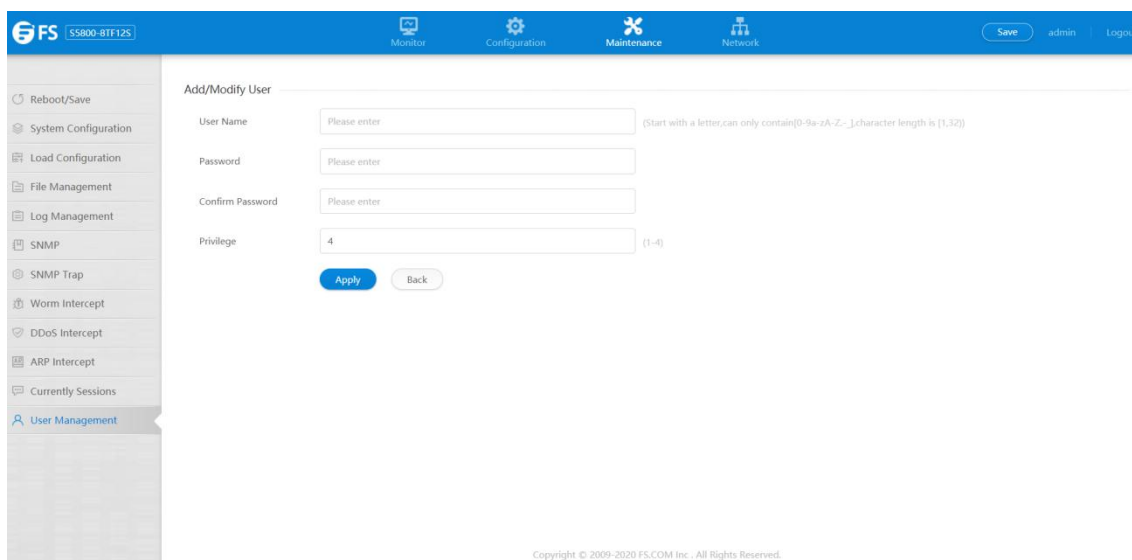 FS S5800-8TF12S
Monitor
Configuration
Maintenance
Network
Save
admin
Logou
Reboot/Save
System Configuration
Load Configuration
File Management
Log Management
SNMP
SNMP Trap
Worm Intercept
DDoS Intercept
ARP Intercept
Currently Sessions
User Management
Add/Modify User
User Name Please enter (Start with a letter,can only contain[0-9a-zA-Z.-_],character length is [1,32))
Password Please enter
Confirm Password Please enter
Privilege 4 (1-4)
Apply Back
Copyright © 2009-2020 FS.COM Inc . All Rights Reserved.